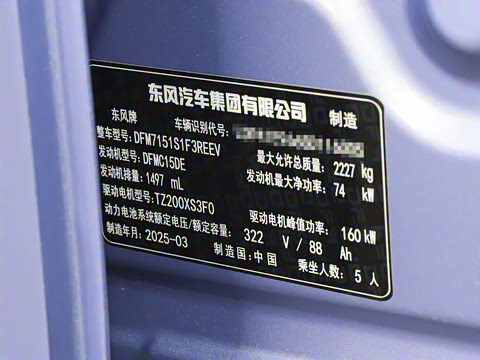 东风汽车集团有限公司 制造
东风牌 车辆识别代号:
整车型号: DFM7151S1F3REEV 最大允许总质量: 2227 kg
发动机型号: DFMC15DE 发动机最大净功率: 74 kW
发动机排量: 1497 mL
驱动电机型号: TZ200XS3F0 驱动电机峰值功率: 160 kW
动力电池系统额定电压/额定容量: 322 V / 88 Ah
制造年月: 2025-03 制造国: 中国 乘坐人数: 5 人